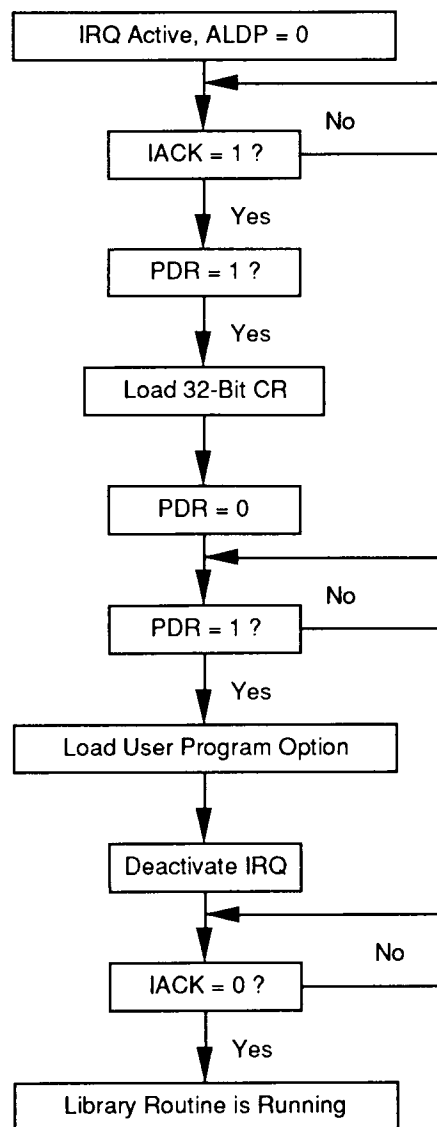 IRQ Active, ALDP = 0
No
IACK = 1 ?
Yes
PDR = 1 ?
Yes
Load 32-Bit CR
PDR = 0
No
PDR = 1 ?
Yes
Load User Program Option
Deactivate IRQ
No
IACK = 0 ?
Yes
Library Routine is Running